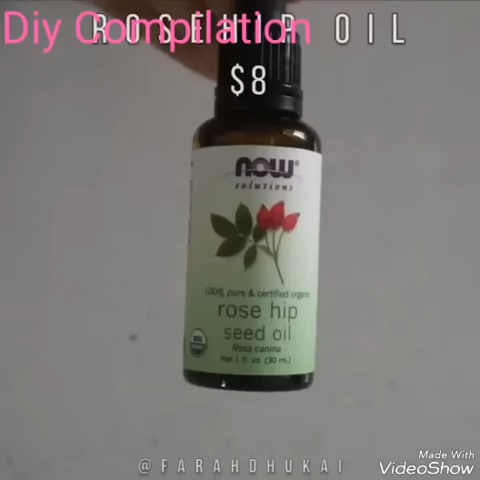 Diy Compilation
ROSEHIP OIL
$8
now
solutions
100% pure & certified organic
rose hip
seed oil
Rosa canina
Net 1 fl. oz. (30 mL)
@FARAHDHUKAI
Made With
VideoShow